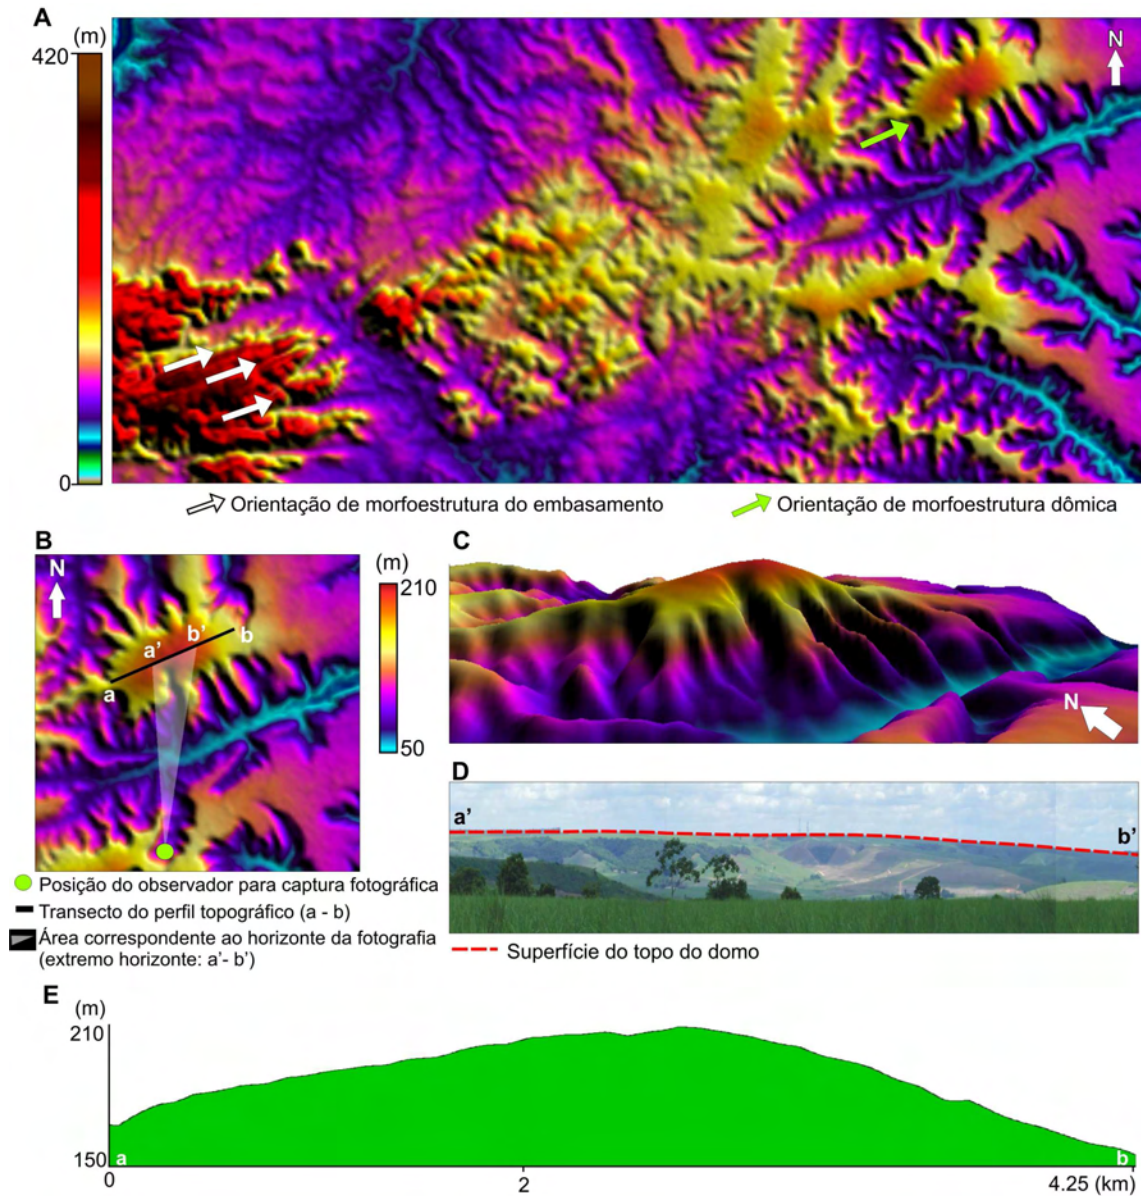 A
(m)
420
0
N
Orientação de morfoestrutura do embasamento
Orientação de morfoestrutura dômica
B
N
a
a'
b'
b
(m)
210
50
Posição do observador para captura fotográfica
Transecto do perfil topográfico (a - b)
Área correspondente ao horizonte da fotografia
(extremo horizonte: a'- b')
C
N
D
a'
b'
Superfície do topo do domo
E
(m)
210
150
a
b
0
2
4.25 (km)